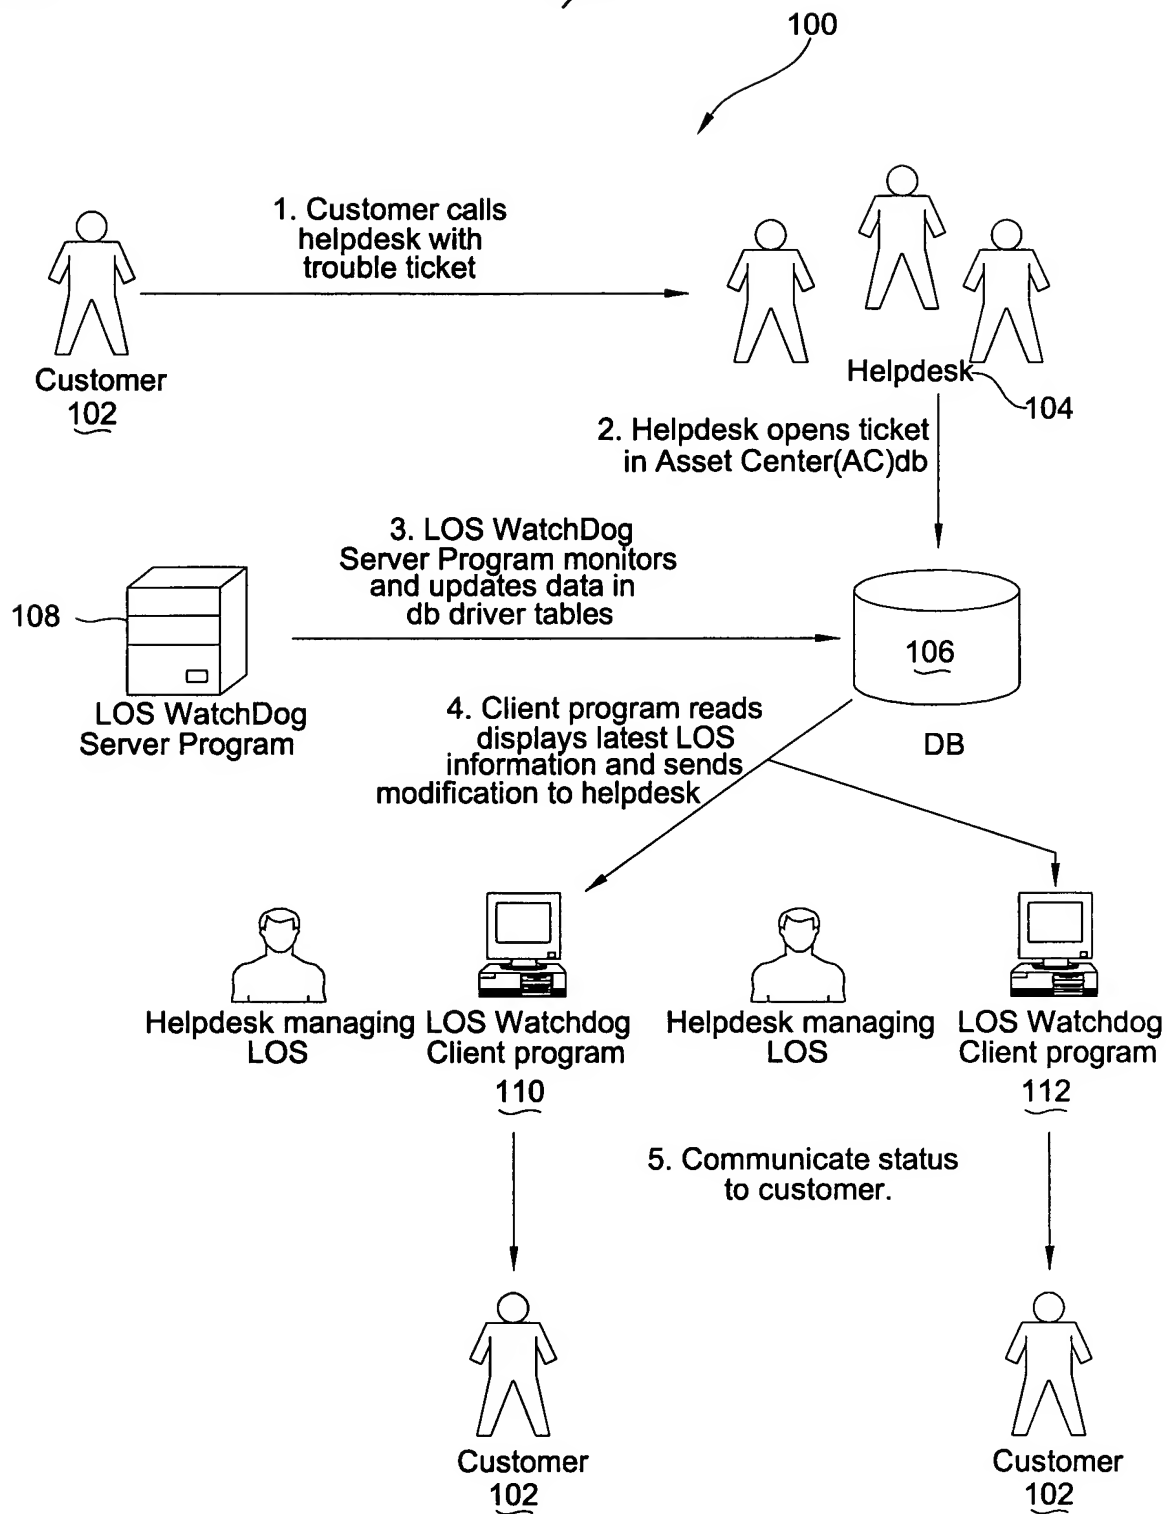 100
1. Customer calls
helpdesk with
trouble ticket
Customer
102
Helpdesk
104
2. Helpdesk opens ticket
in Asset Center(AC)db
3. LOS WatchDog
Server Program monitors
and updates data in
db driver tables
108
LOS WatchDog
Server Program
106
DB
4. Client program reads
displays latest LOS
information and sends
modification to helpdesk
Helpdesk managing
LOS
LOS Watchdog
Client program
110
Helpdesk managing
LOS
LOS Watchdog
Client program
112
5. Communicate status
to customer.
Customer
102
Customer
102